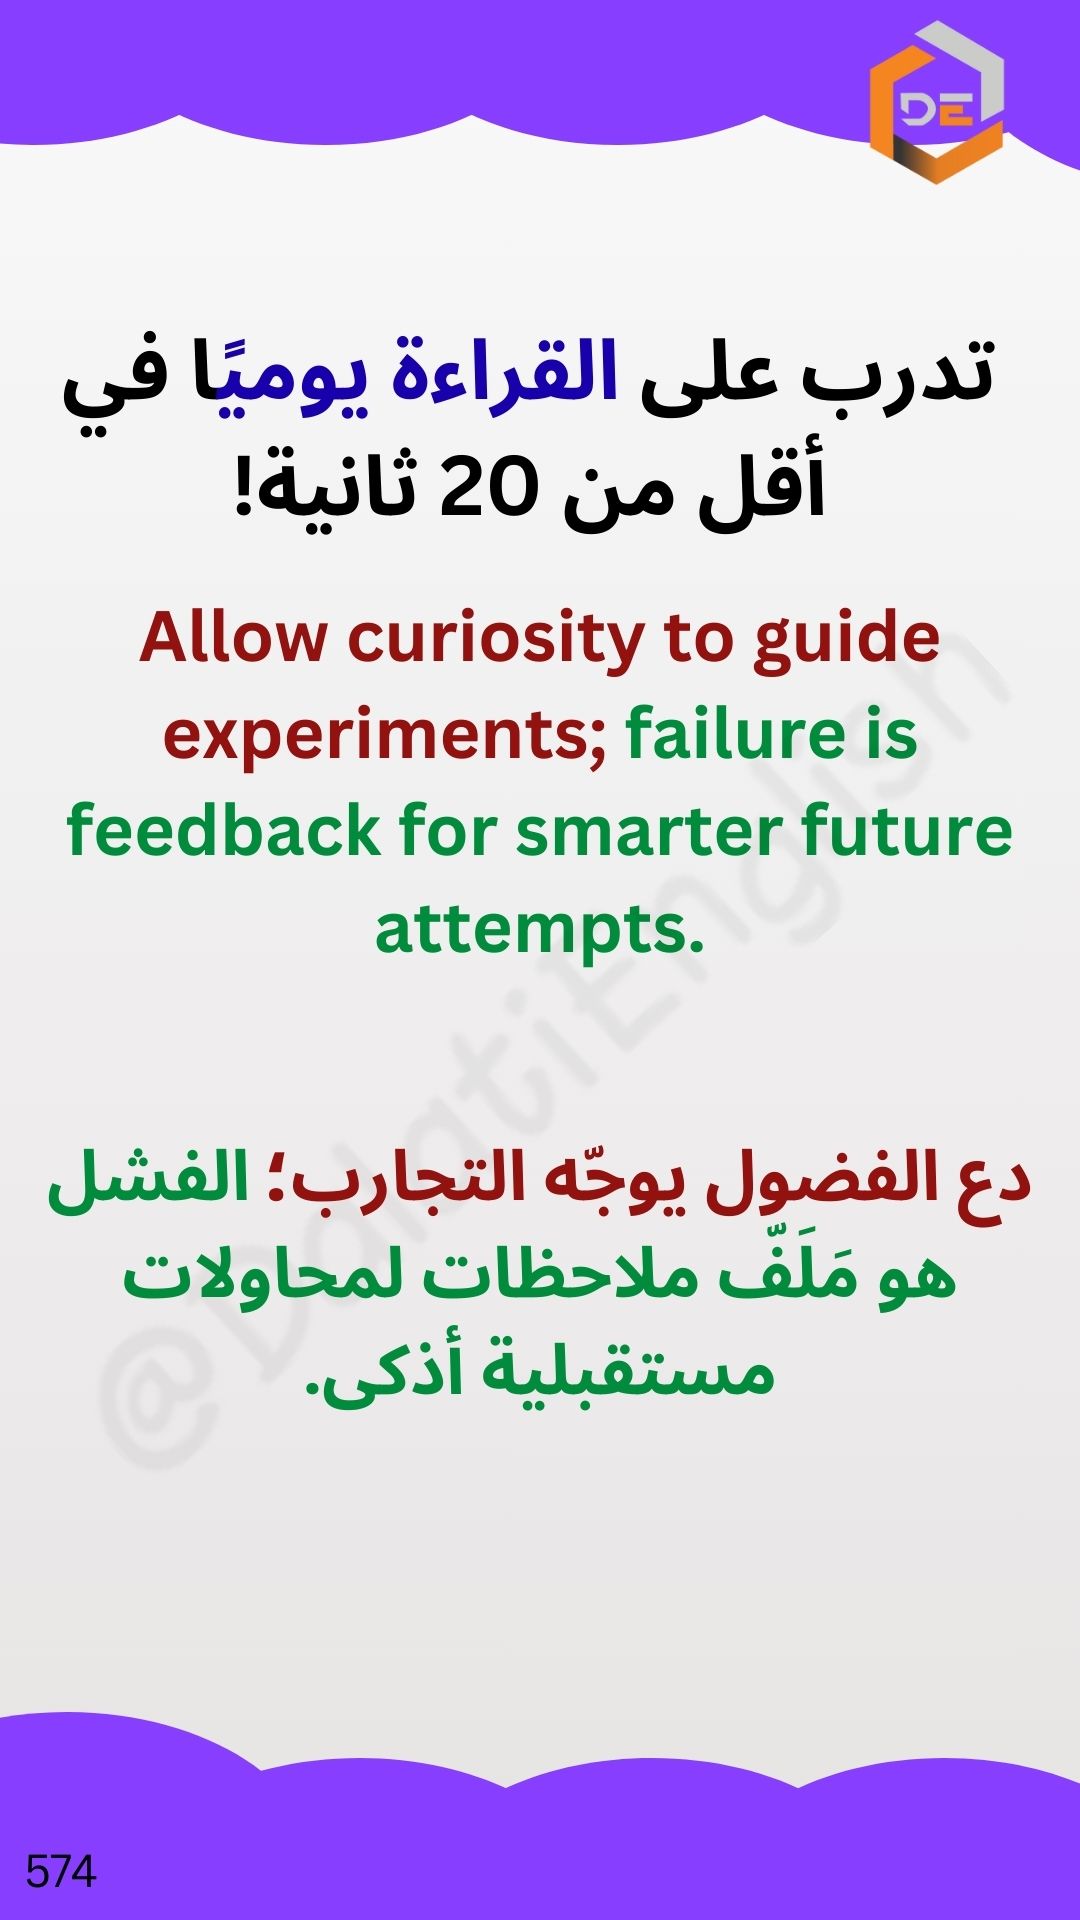 DE
تدرب على القراءة يوميًا في
أقل من 20 ثانية!
Allow curiosity to guide
experiments; failure is
feedback for smarter future
attempts.
دع الفضول يوجّه التجارب؛ الفشل
هو مَلَفّ ملاحظات لمحاولات
مستقبلية أذكى.
@DdatiEnglish
574